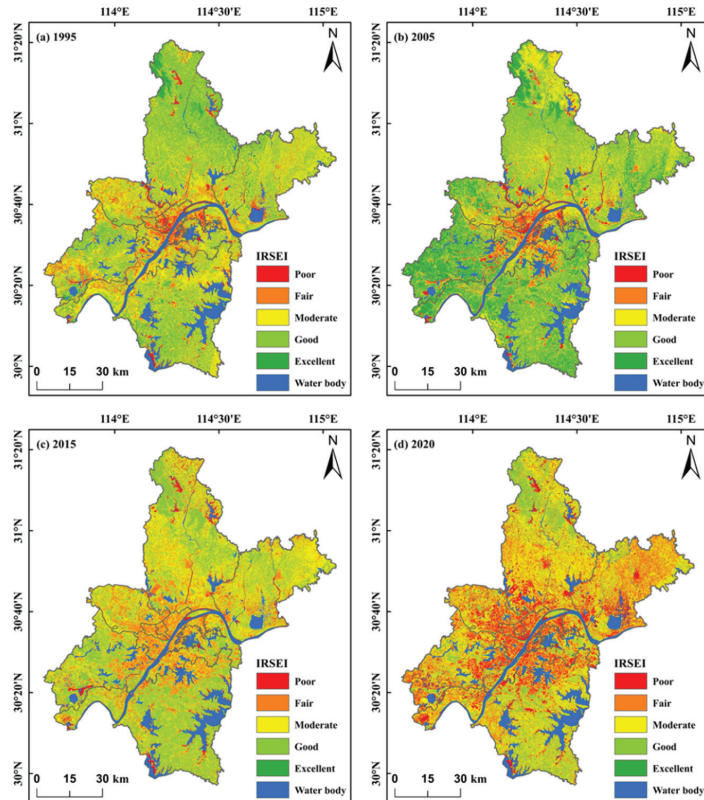 114°E 114°30'E 115°E
114°E 114°30'E 115°E
(a) 1995
N
31°20'N
31°N
30°40'N
30°20'N
30°N
IRSEI
Poor
Fair
Moderate
Good
Excellent
Water body
0 15 30 km
(b) 2005
N
IRSEI
Poor
Fair
Moderate
Good
Excellent
Water body
0 15 30 km
31°20'N
31°N
30°40'N
30°20'N
30°N
114°E 114°30'E 115°E
114°E 114°30'E 115°E
(c) 2015
N
31°20'N
31°N
30°40'N
30°20'N
30°N
IRSEI
Poor
Fair
Moderate
Good
Excellent
Water body
0 15 30 km
(d) 2020
N
IRSEI
Poor
Fair
Moderate
Good
Excellent
Water body
0 15 30 km
31°20'N
31°N
30°40'N
30°20'N
30°N